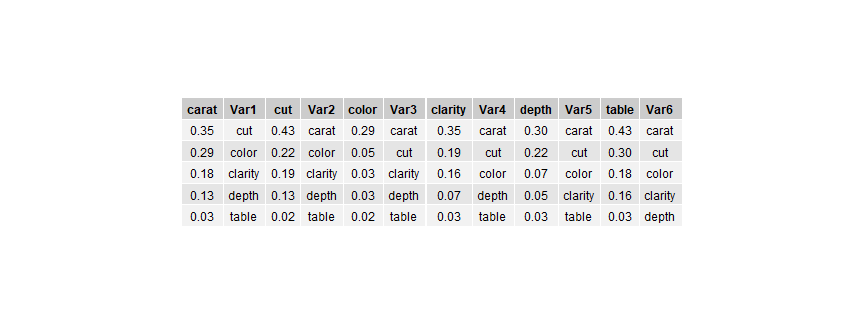 carat Var1 cut Var2 color Var3 clarity Var4 depth Var5 table Var6
0.35 cut 0.43 carat 0.29 carat 0.35 carat 0.30 carat 0.43 carat
0.29 color 0.22 color 0.05 cut 0.19 cut 0.22 cut 0.30 cut
0.18 clarity 0.19 clarity 0.03 clarity 0.16 color 0.07 color 0.18 color
0.13 depth 0.13 depth 0.03 depth 0.07 depth 0.05 clarity 0.16 clarity
0.03 table 0.02 table 0.02 table 0.03 table 0.03 table 0.03 depth